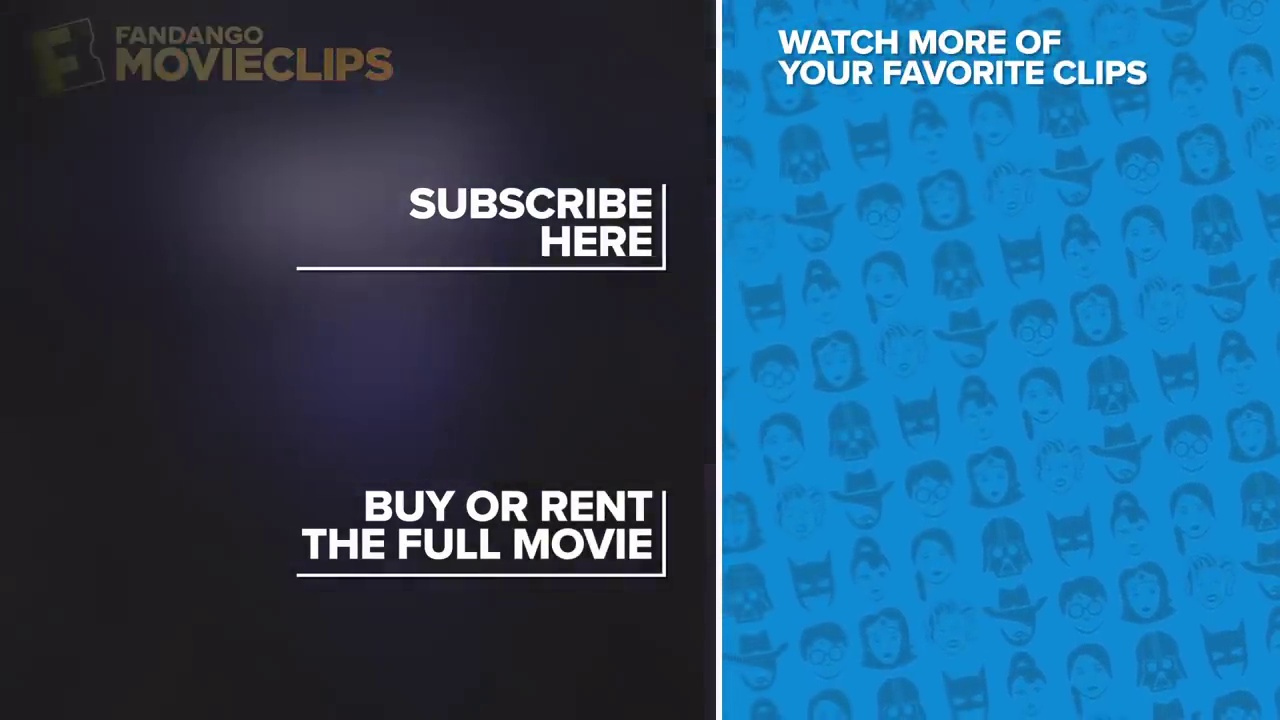 FANDANGO
MOVIECLIPS
SUBSCRIBE
HERE
BUY OR RENT
THE FULL MOVIE
WATCH MORE OF
YOUR FAVORITE CLIPS